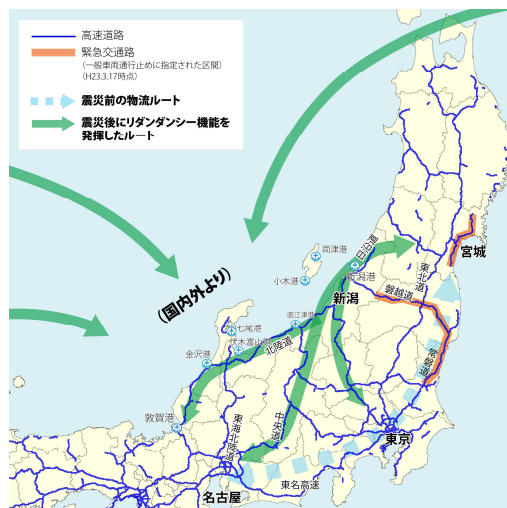 高速道路
緊急交通路
(一般車両通行止めに指定された区間)
(H23.3.17時点)
震災前の物流ルート
震災後にリダンダンシー機能を
発揮したルート
宮城
両津港
日沿道
小木港
新潟港
東北道
(国内外より)
新潟
磐越道
七尾港
直江津港
伏木富山港
北陸道
金沢港
常磐道
敦賀港
東海北陸道
中央道
東京
名古屋
東名高速